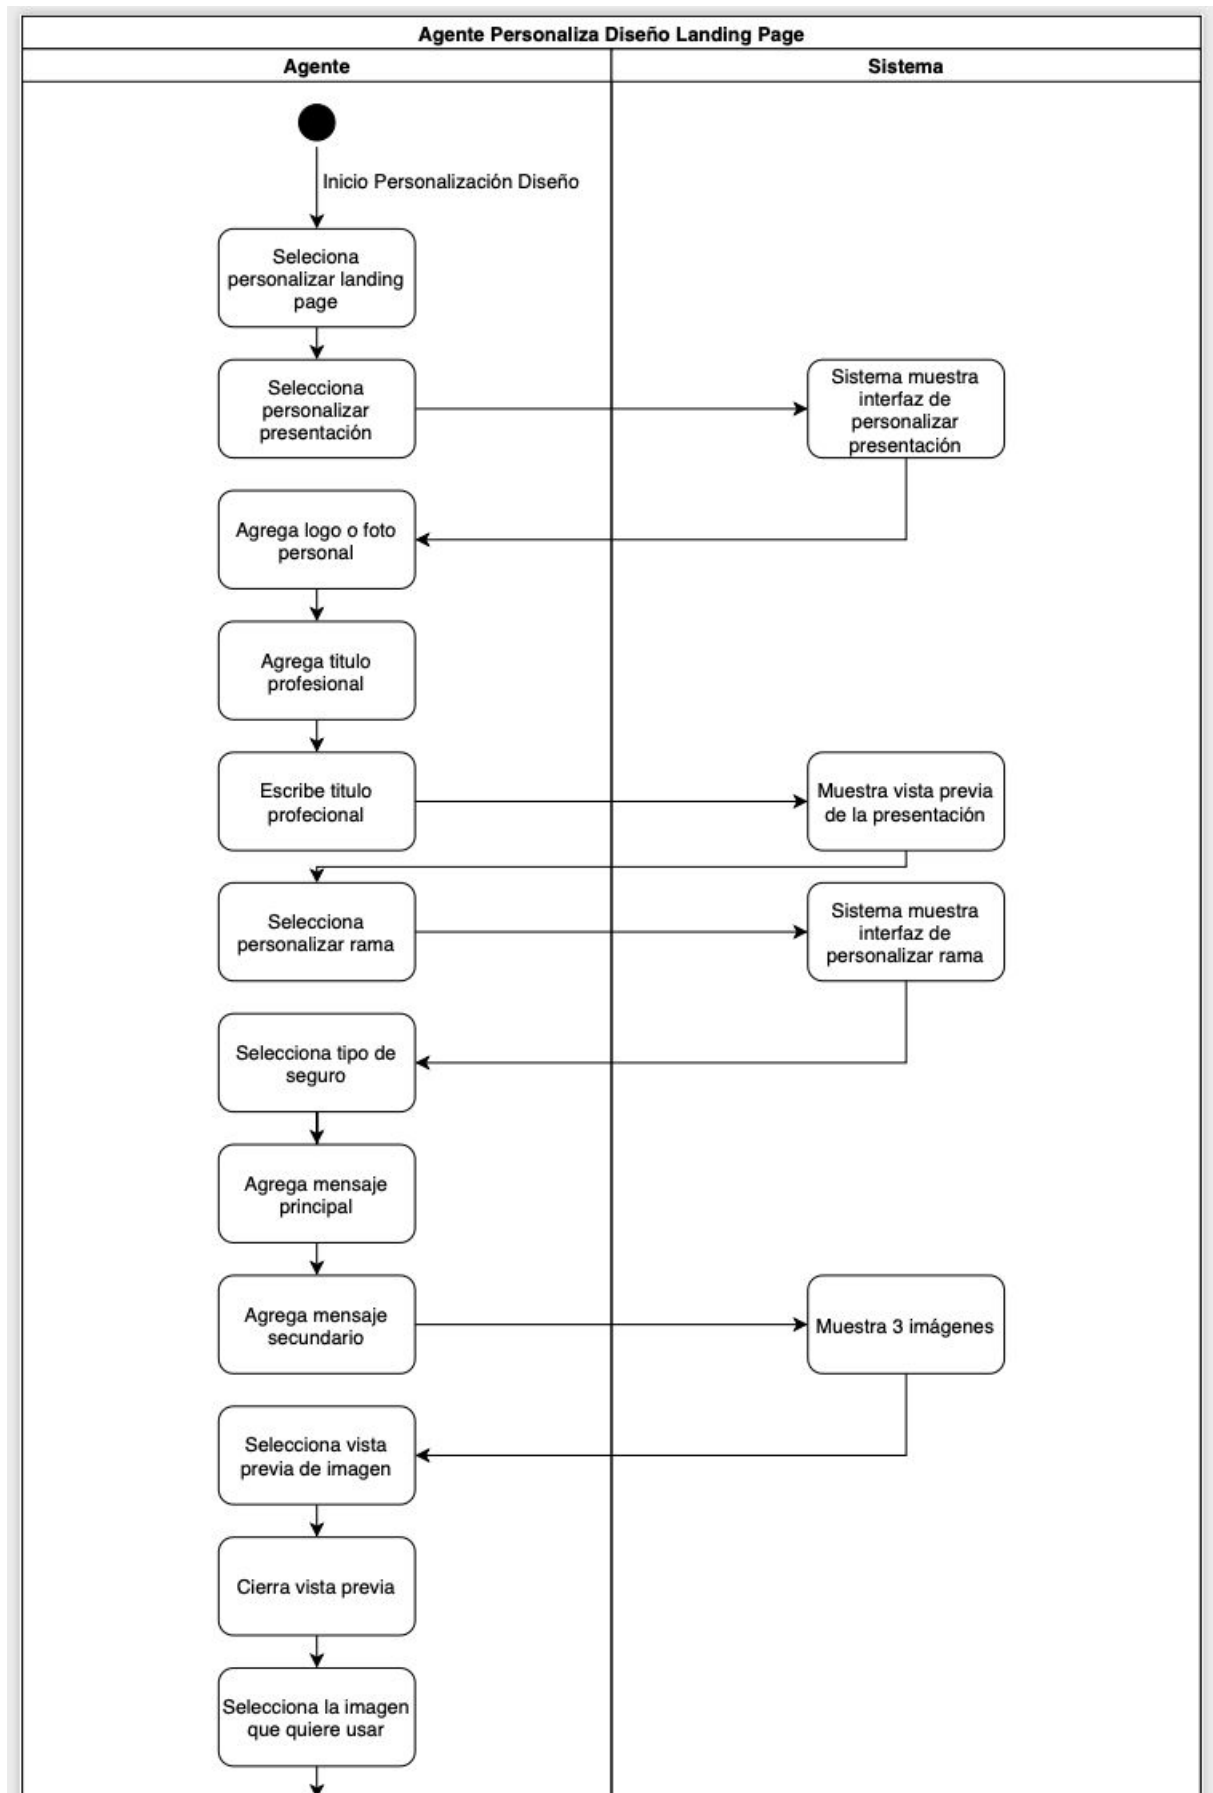 Agente Personaliza Diseño Landing Page
Agente
Sistema
Inicio Personalización Diseño
Seleciona
personalizar landing
page
Selecciona
personalizar
presentación
Sistema muestra
interfaz de
personalizar
presentación
Agrega logo o foto
personal
Agrega titulo
profesional
Escribe titulo
profecional
Muestra vista previa
de la presentación
Selecciona
personalizar rama
Sistema muestra
interfaz de
personalizar rama
Selecciona tipo de
seguro
Agrega mensaje
principal
Agrega mensaje
secundario
Muestra 3 imágenes
Selecciona vista
previa de imagen
Cierra vista previa
Selecciona la imagen
que quiere usar